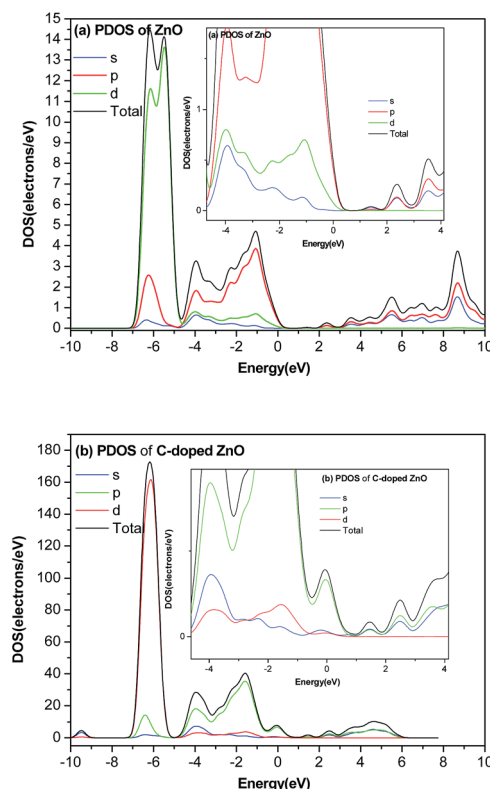 (a) PDOS of ZnO
s
p
d
Total
15
14
13
12
11
10
9
8
7
6
5
4
3
2
1
0
DOS(electrons/eV)
-10 -8 -6 -4 -2 0 2 4 6 8 10
Energy(eV)
(a) PDOS of ZnO
s
p
d
Total
1
0
DOS(electrons/eV)
-4 -2 0 2 4
Energy(eV)
(b) PDOS of C-doped ZnO
s
p
d
Total
180
160
140
120
100
80
60
40
20
0
DOS(electrons/eV)
-10 -8 -6 -4 -2 0 2 4 6 8 10
Energy(eV)
(b) PDOS of C-doped ZnO
s
p
d
Total
0
DOS(electrons/eV)
-4 -2 0 2 4
Energy(eV)